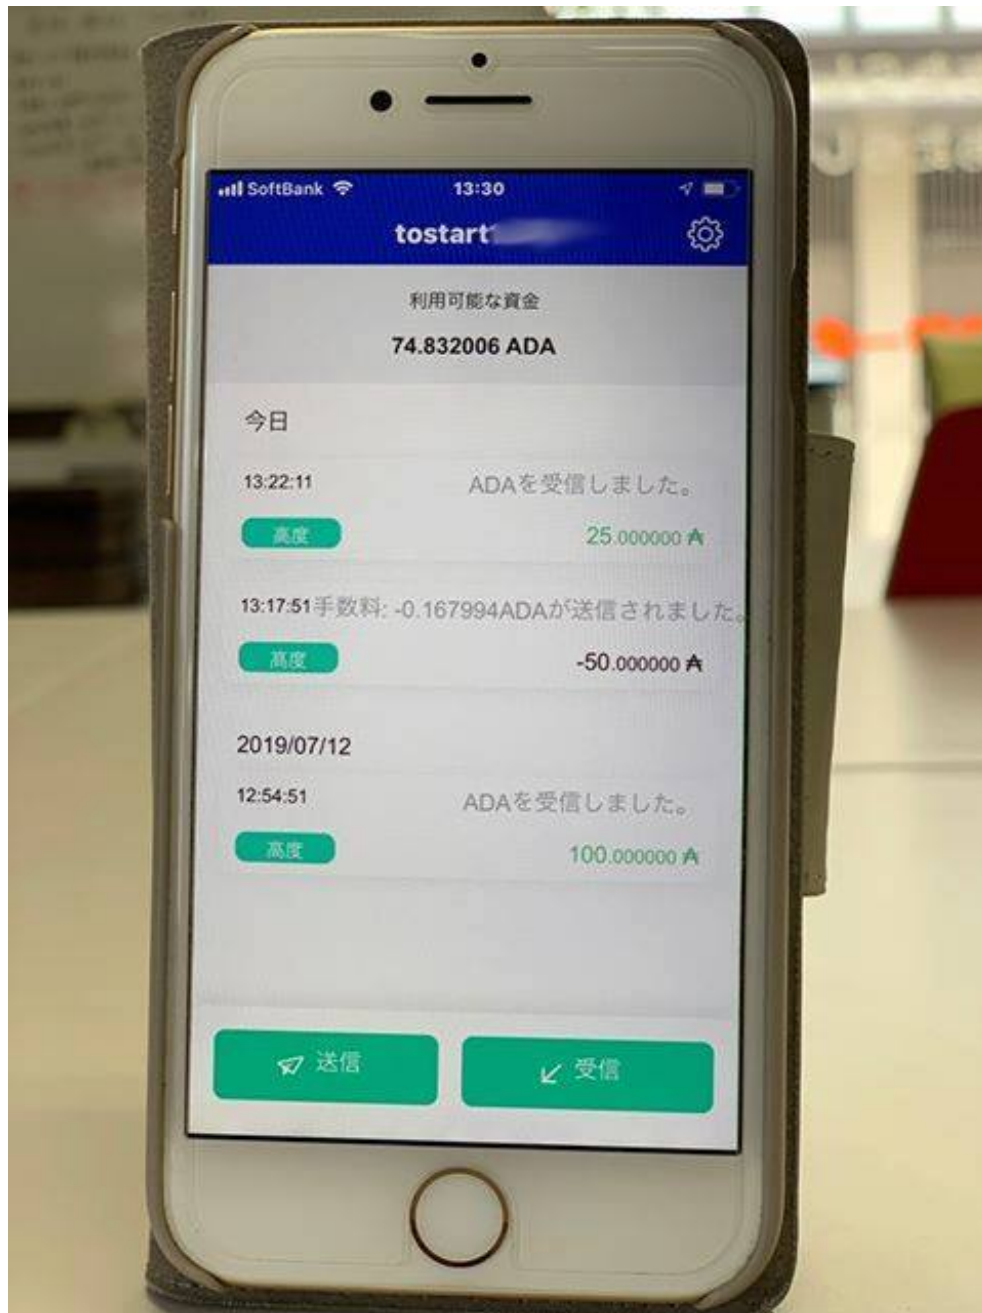 SoftBank 13:30
tostart
利用可能な資金
74.832006 ADA
今日
13:22:11 ADAを受信しました。
高度 25.000000 ₳
13:17:51手数料: -0.167994ADAが送信されました。
高度 -50.000000 ₳
2019/07/12
12:54:51 ADAを受信しました。
高度 100.000000 ₳
送信 受信